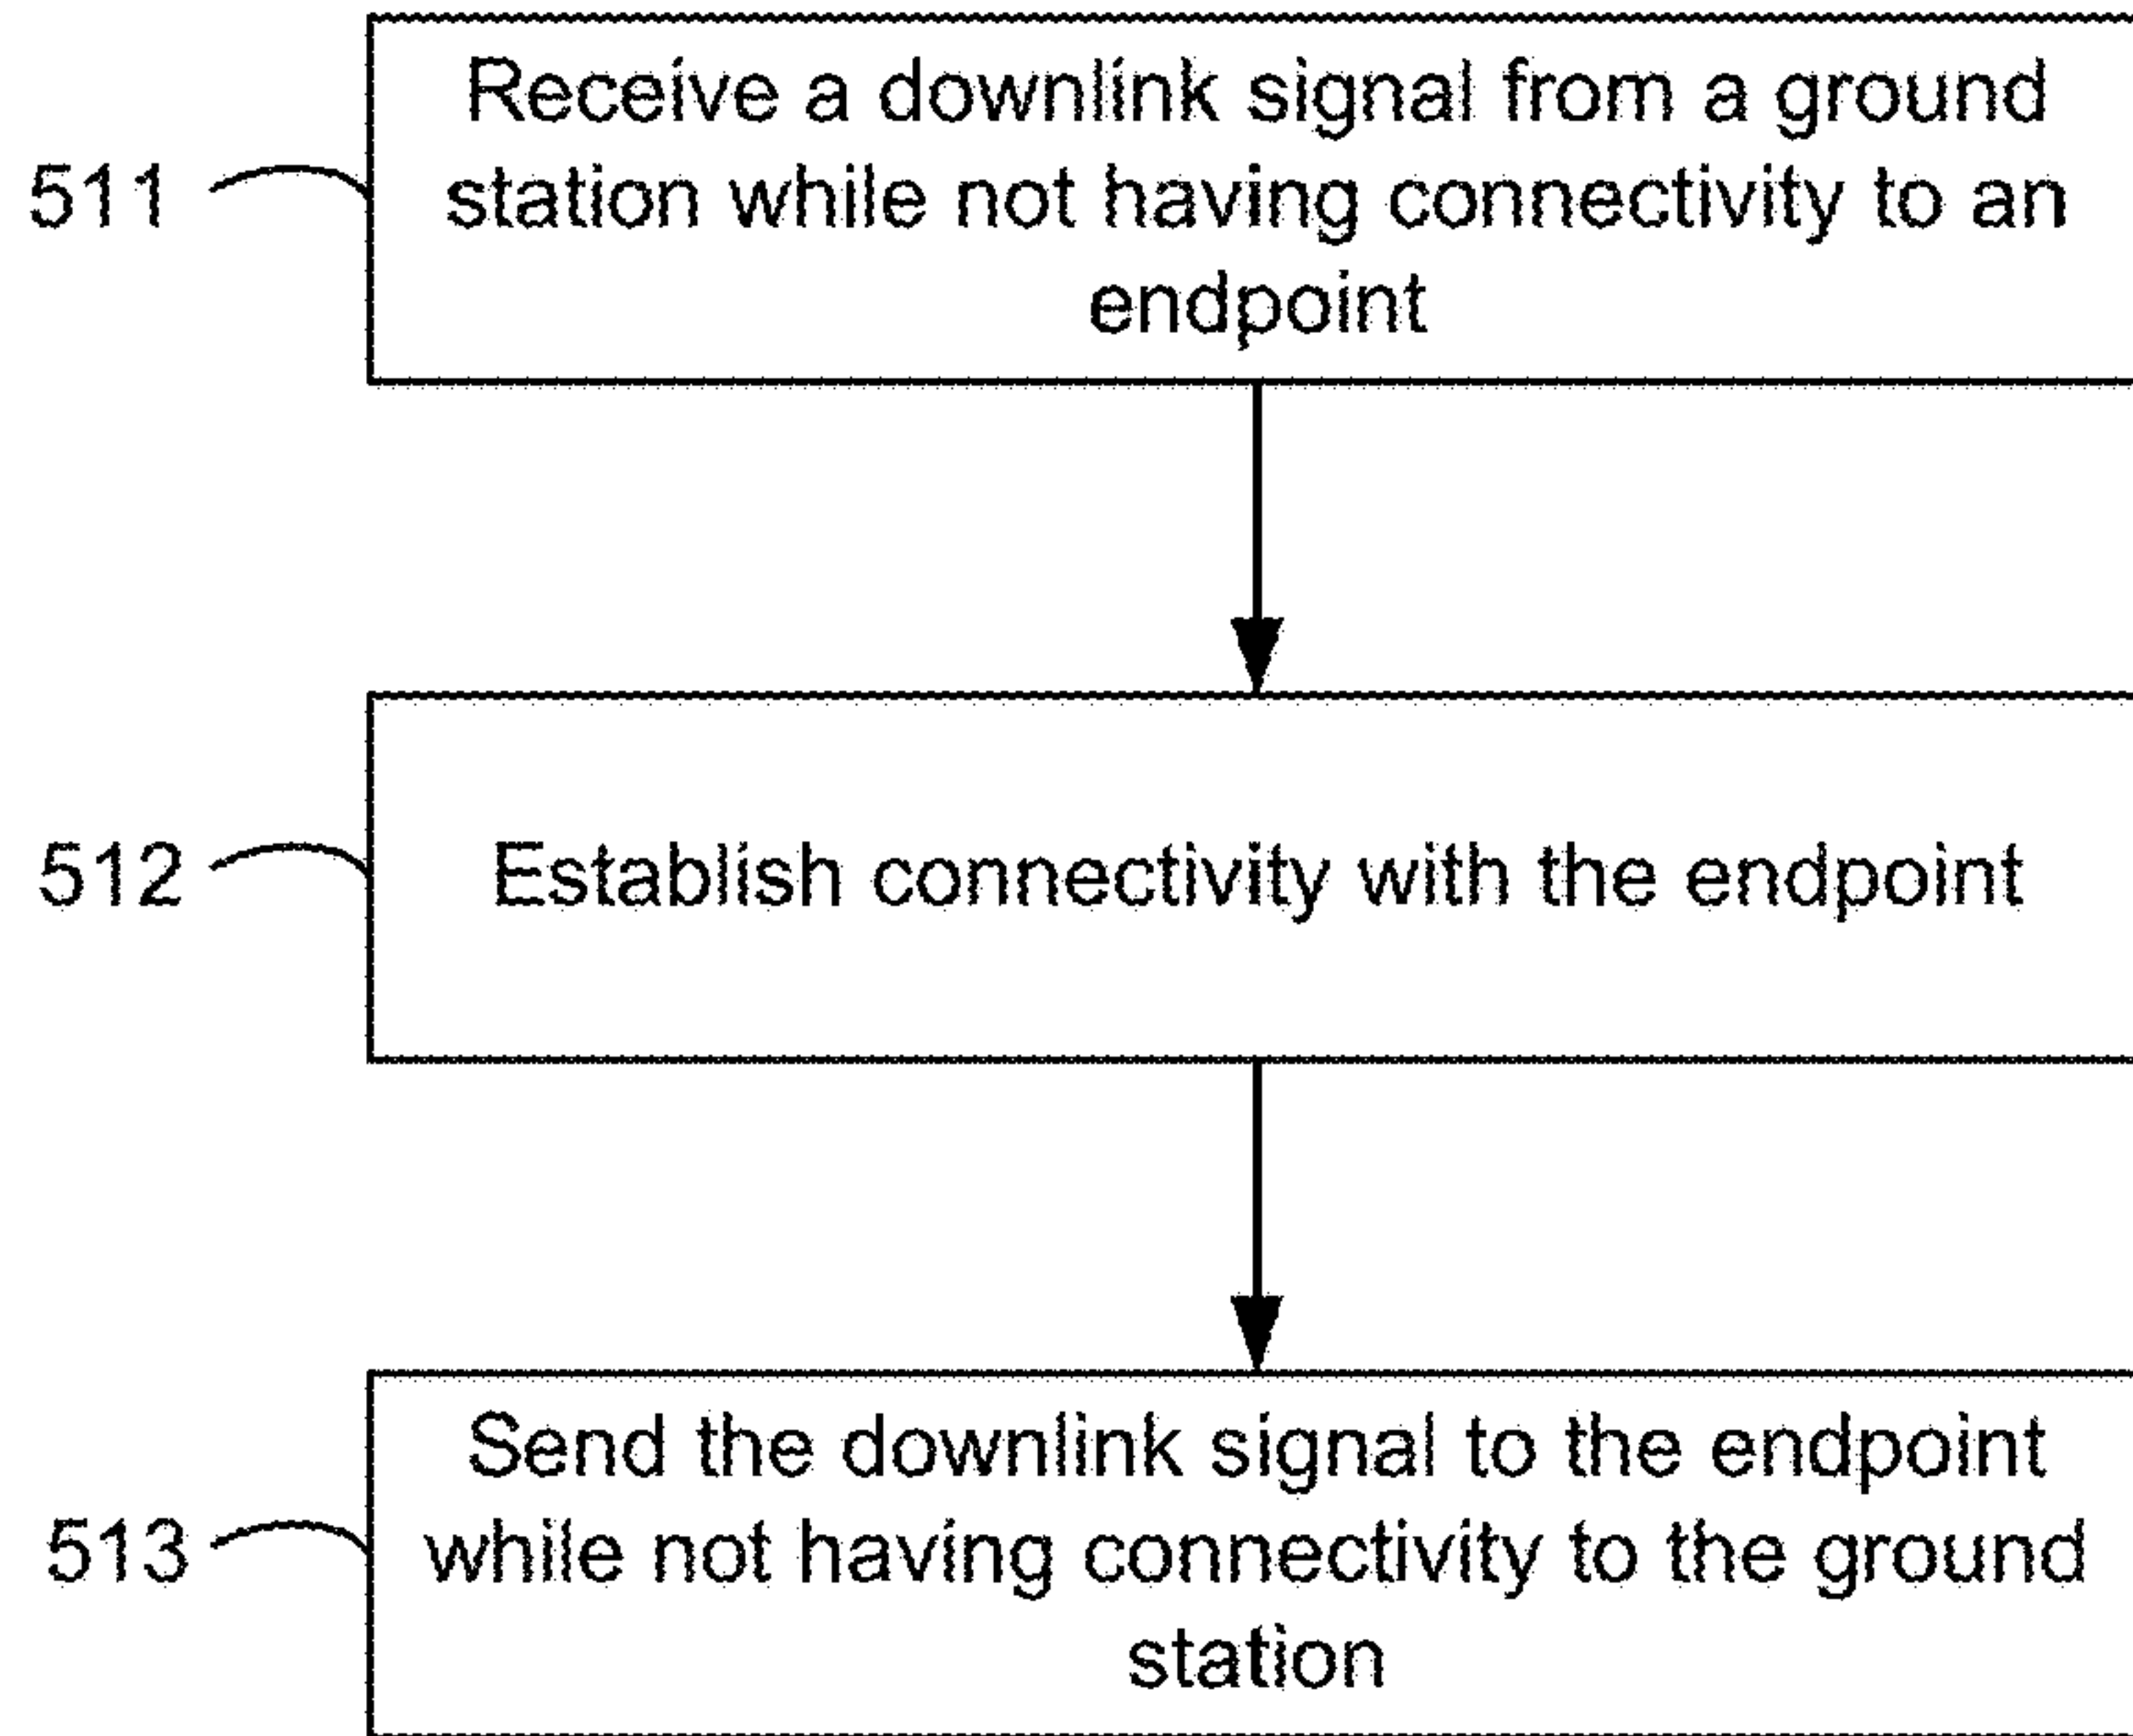 Receive a downlink signal from a ground
511 station while not having connectivity to an
endpoint
512 Establish connectivity with the endpoint
Send the downlink signal to the endpoint
513 while not having connectivity to the ground
station